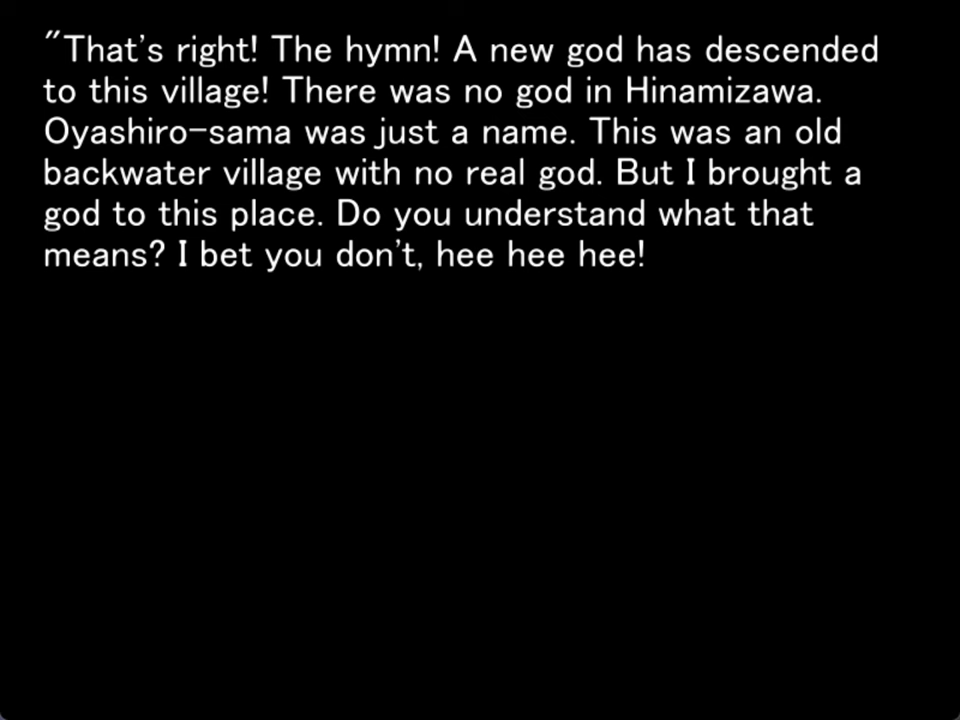 "That's right! The hymn! A new god has descended
to this village! There was no god in Hinamizawa.
Oyashiro-sama was just a name. This was an old
backwater village with no real god. But I brought a
god to this place. Do you understand what that
means? I bet you don't, hee hee hee!